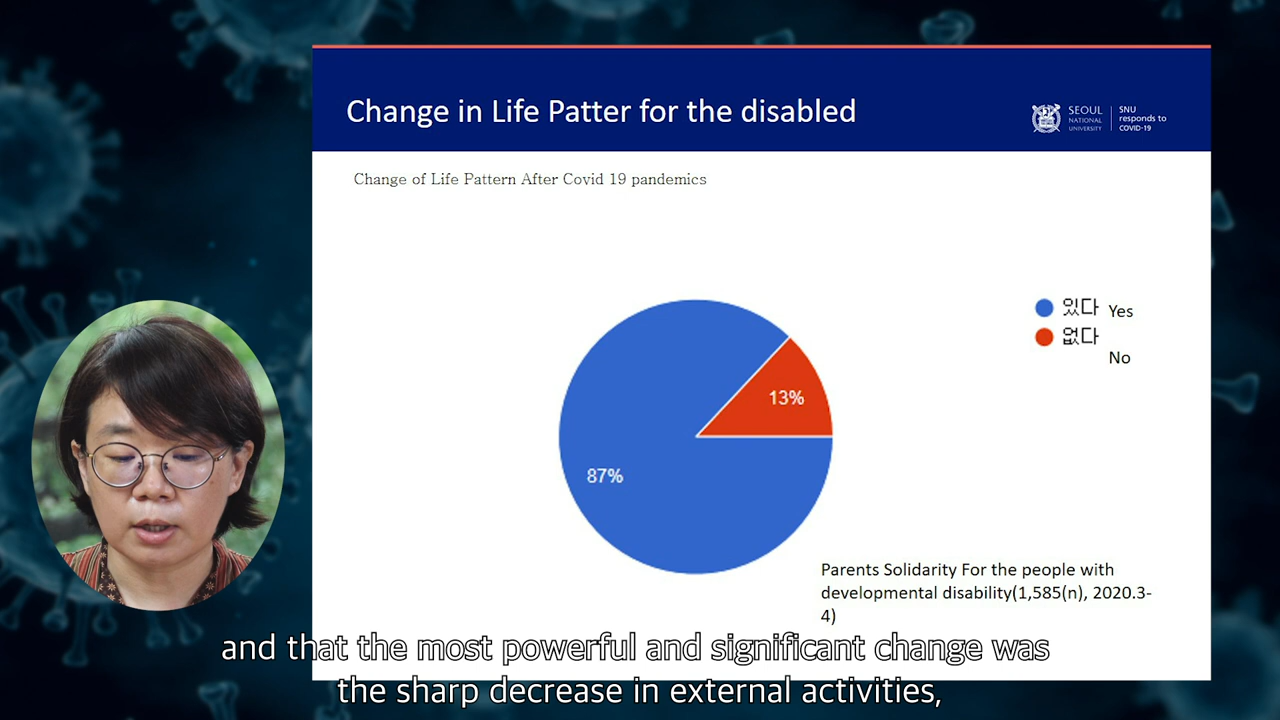 Change in Life Patter for the disabled
SEOUL
NATIONAL
UNIVERSITY
SNU
responds to
COVID-19
Change of Life Pattern After Covid 19 pandemics
있다 Yes
없다
No
13%
87%
Parents Solidarity For the people with
developmental disability(1,585(n), 2020.3-
4)
and that the most powerful and significant change was
the sharp decrease in external activities,